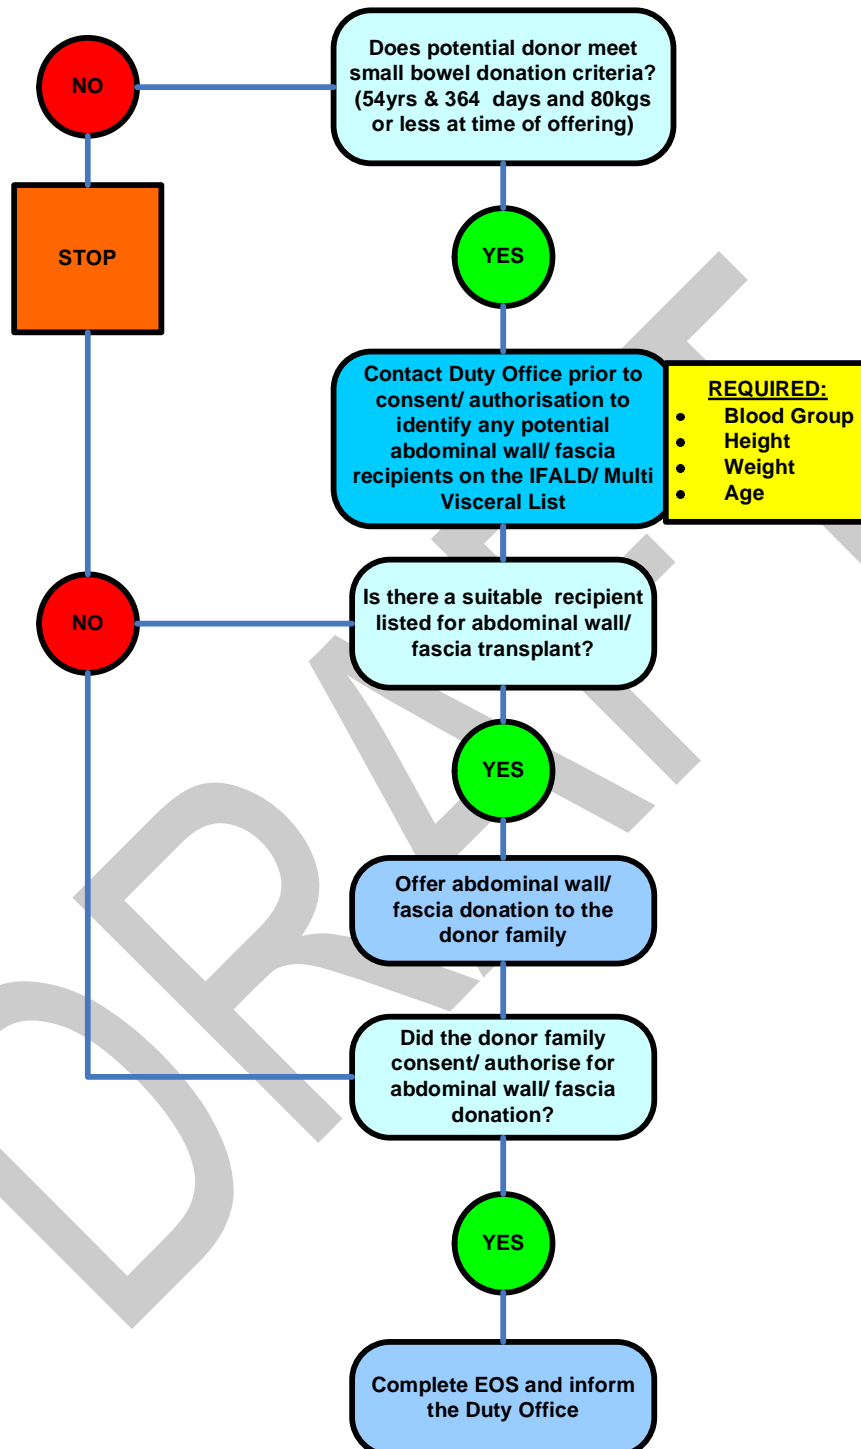 Does potential donor meet
small bowel donation criteria?
(54yrs & 364 days and 80kgs
or less at time of offering)
NO
STOP
YES
Contact Duty Office prior to
consent/ authorisation to
identify any potential
abdominal wall/ fascia
recipients on the IFALD/ Multi
Visceral List
REQUIRED:
• Blood Group
• Height
• Weight
• Age
Is there a suitable recipient
listed for abdominal wall/
fascia transplant?
NO
YES
Offer abdominal wall/
fascia donation to the
donor family
Did the donor family
consent/ authorise for
abdominal wall/ fascia
donation?
YES
Complete EOS and inform
the Duty Office
DRAFT